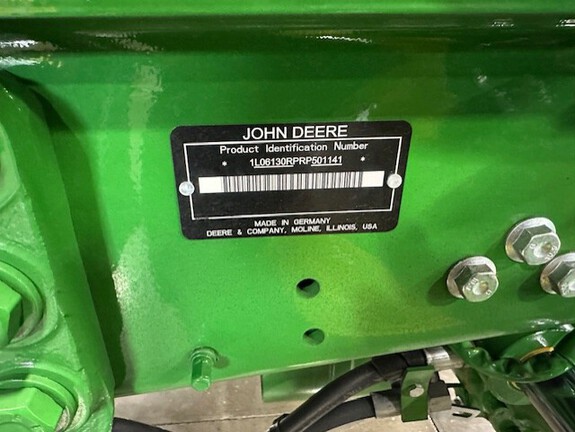 JOHN DEERE
Product Identification Number
* 1L06130RPRP501141 *
MADE IN GERMANY
DEERE & COMPANY, MOLINE, ILLINOIS, USA